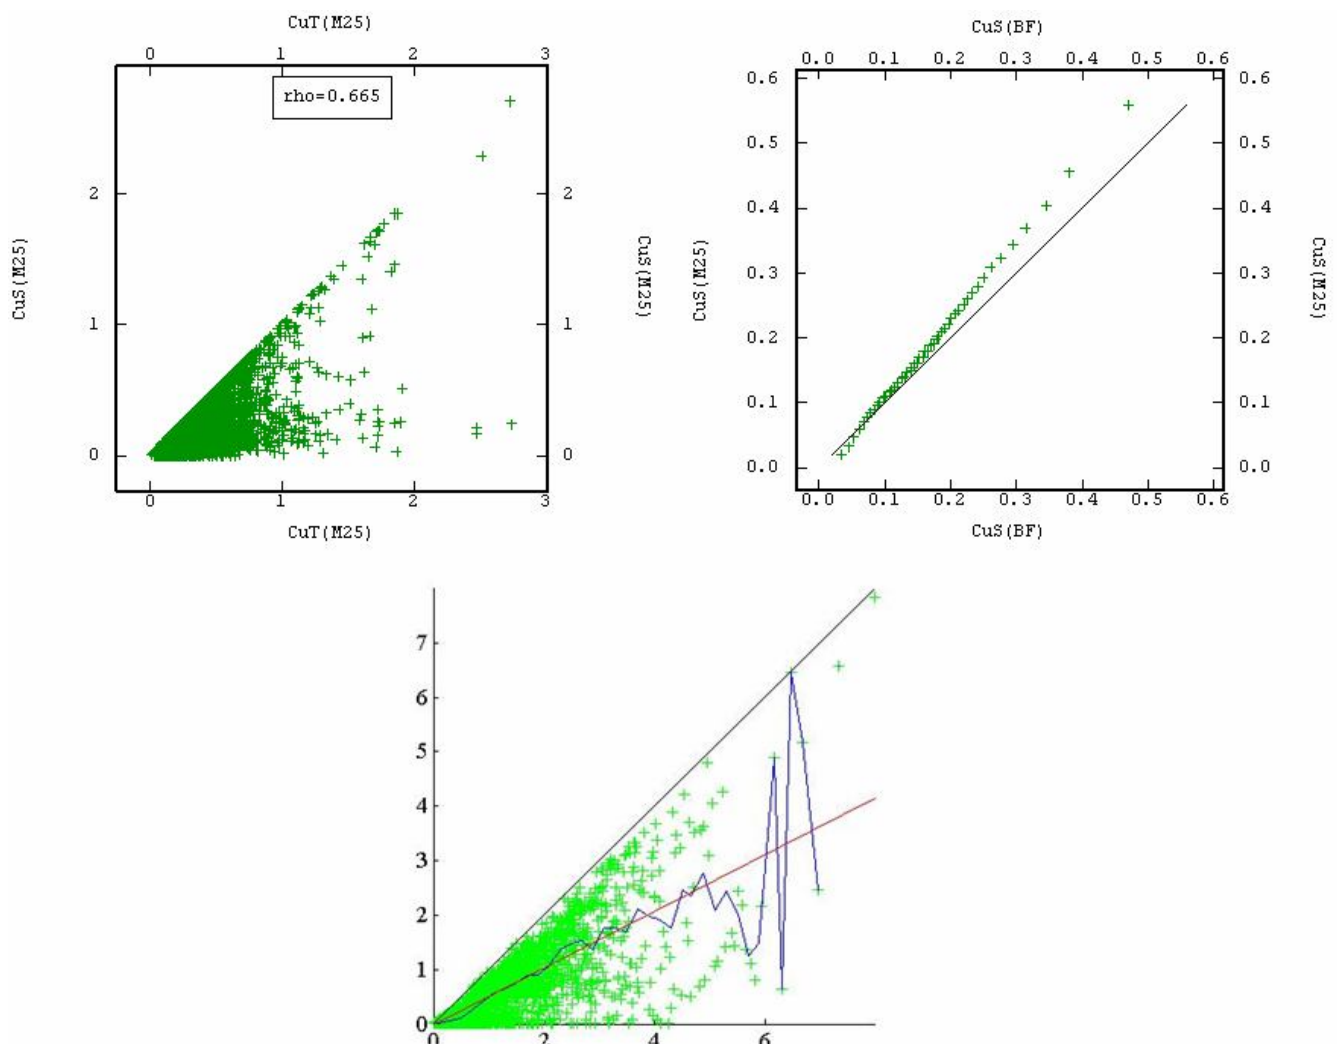 CuT(M25)
0 1 2 3
rho=0.665
2 2
1 1
0 0
CuS(M25)
CuS(M25)
0 1 2 3
CuT(M25)
CuS(BF)
0.0 0.1 0.2 0.3 0.4 0.5 0.6
0.6 0.6
0.5 0.5
0.4 0.4
0.3 0.3
0.2 0.2
0.1 0.1
0.0 0.0
CuS(M25)
CuS(M25)
0.0 0.1 0.2 0.3 0.4 0.5 0.6
CuS(BF)
7
6
5
4
3
2
1
0
0 2 4 6